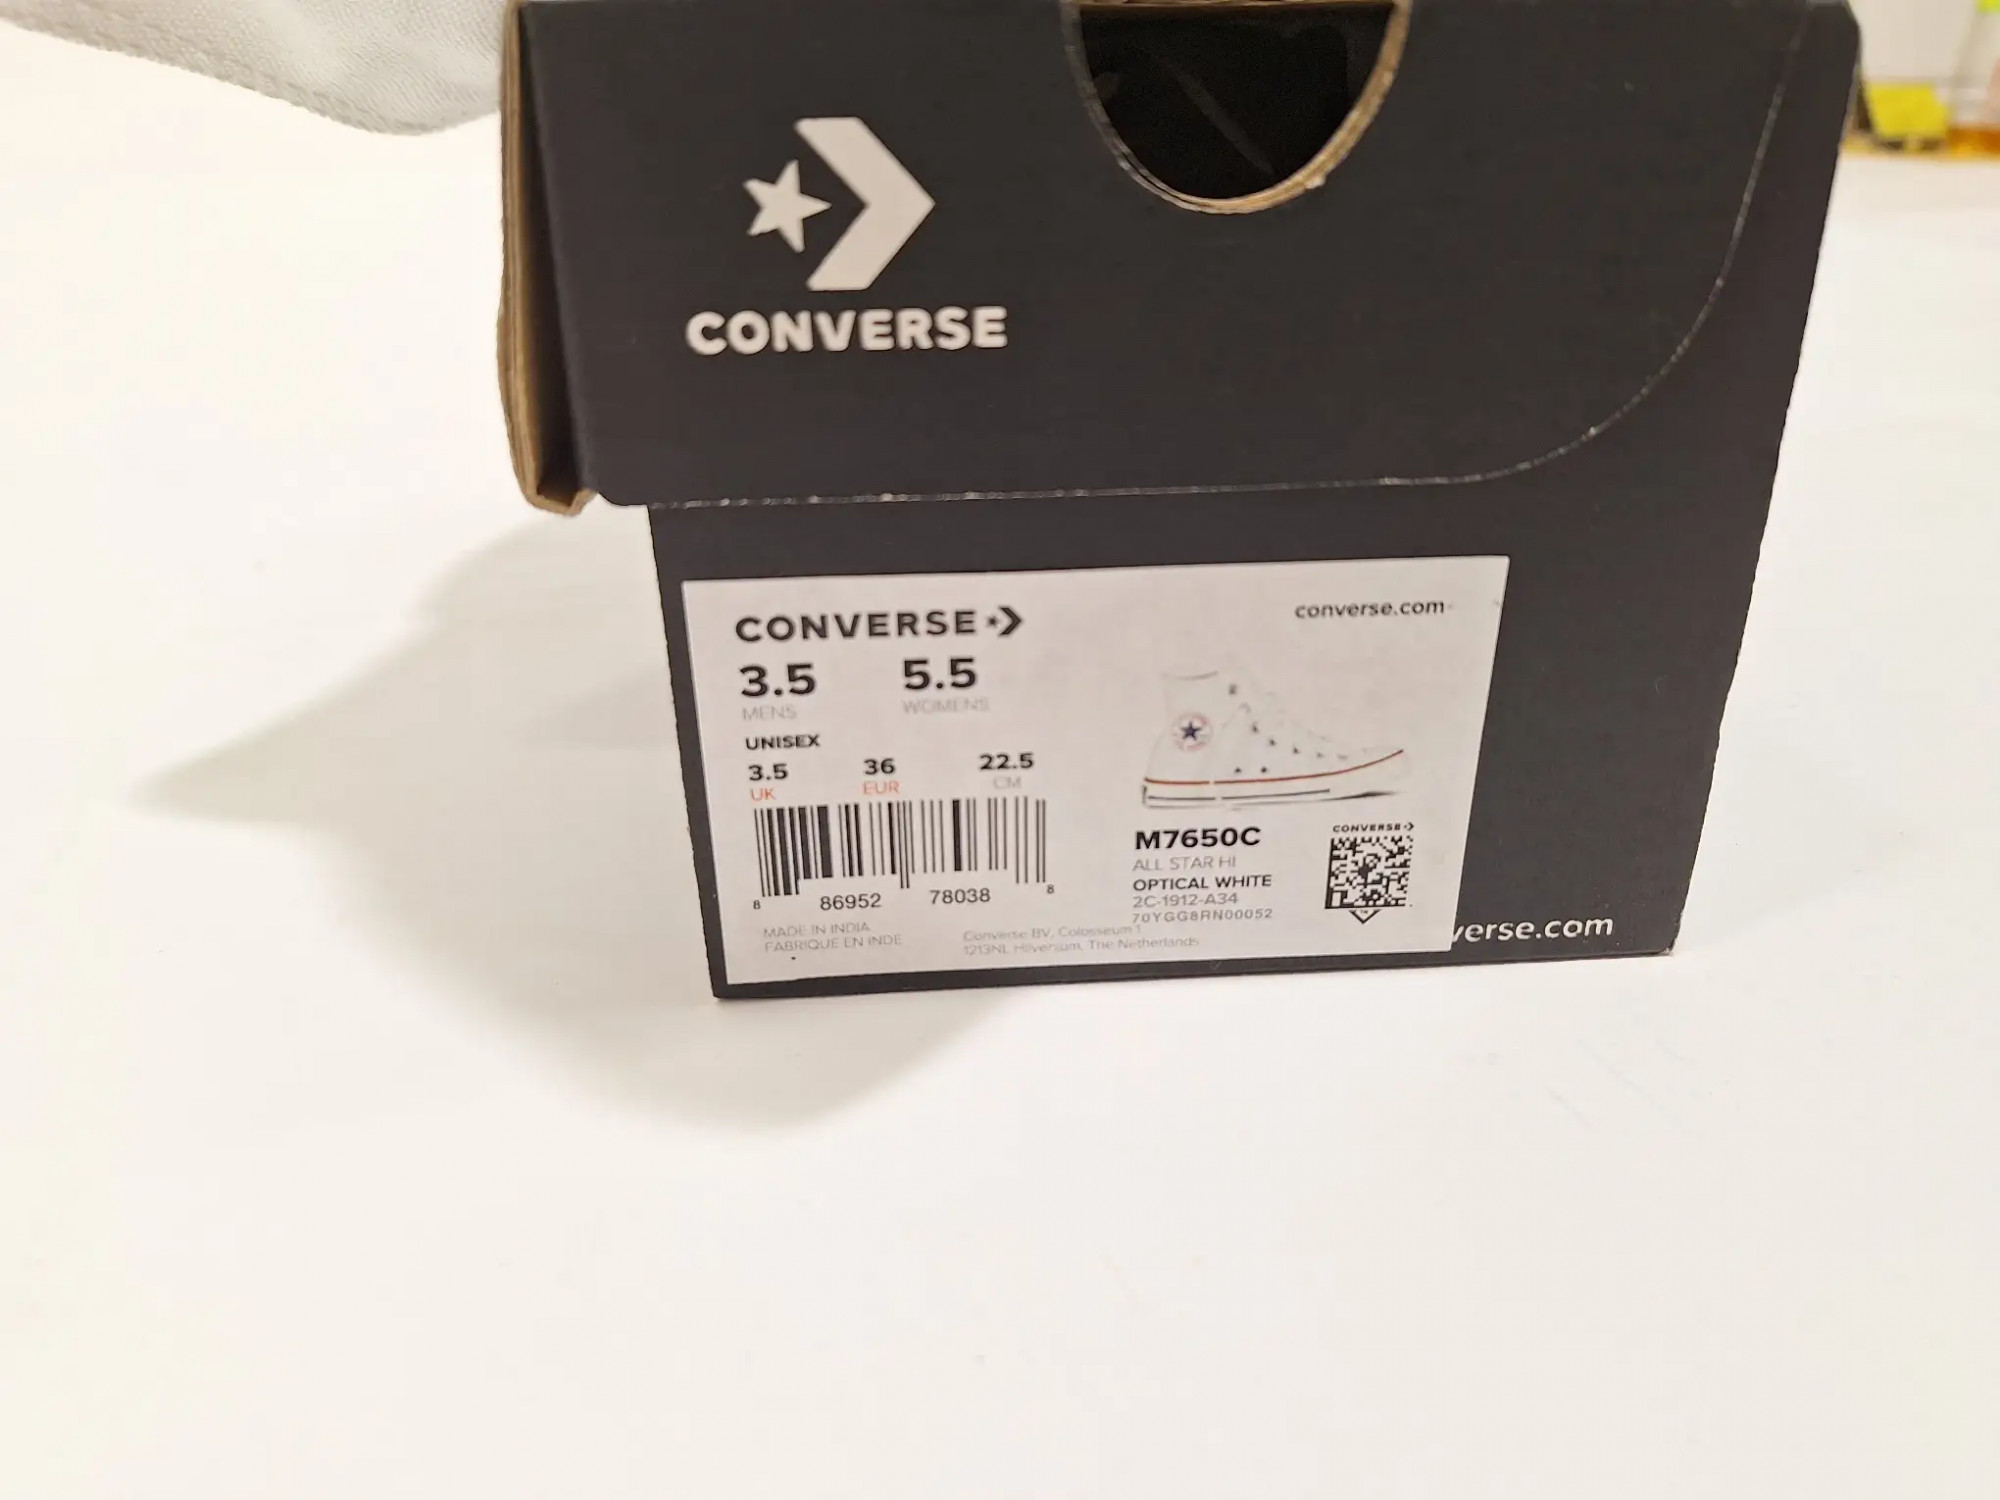 CONVERSE
CONVERSE
converse.com
3.5 5.5
MENS WOMENS
UNISEX
3.5 36 22.5
UK EUR CM
8 86952 78038 8
MADE IN INDIA
FABRIQUE EN INDE
Converse BV, Colosseum 1
1213NL Hilversum, The Netherlands
M7650C
ALL STAR HI
OPTICAL WHITE
2C-1912-A34
70YGG8RN00052
CONVERSE
verse.com